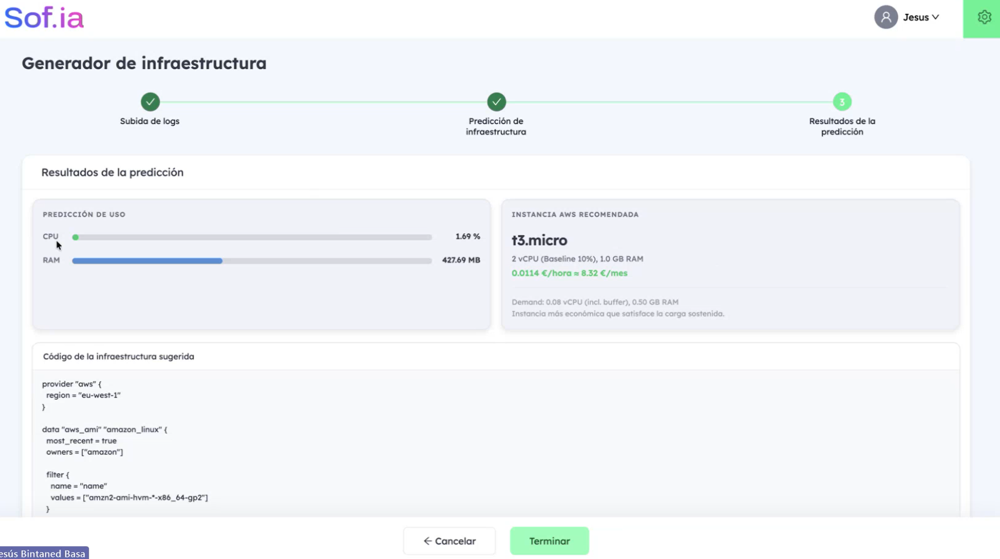 Sof.ia
Jesus
Generador de infraestructura
3
Subida de logs
Predicción de
infraestructura
Resultados de la
predicción
Resultados de la predicción
PREDICCIÓN DE USO
CPU
1.69 %
RAM
427.69 MB
INSTANCIA AWS RECOMENDADA
t3.micro
2 vCPU (Baseline 10%), 1.0 GB RAM
0.0114 €/hora ≈ 8.32 €/mes
Demand: 0.08 vCPU (incl. buffer), 0.50 GB RAM
Instancia más económica que satisface la carga sostenida.
Código de la infraestructura sugerida
provider "aws" {
region = "eu-west-1"
}
data "aws_ami" "amazon_linux" {
most_recent = true
owners = ["amazon"]
filter {
name = "name"
values = ["amzn2-ami-hvm-*-x86_64-gp2"]
}
← Cancelar
Terminar
esús Bintaned Basa